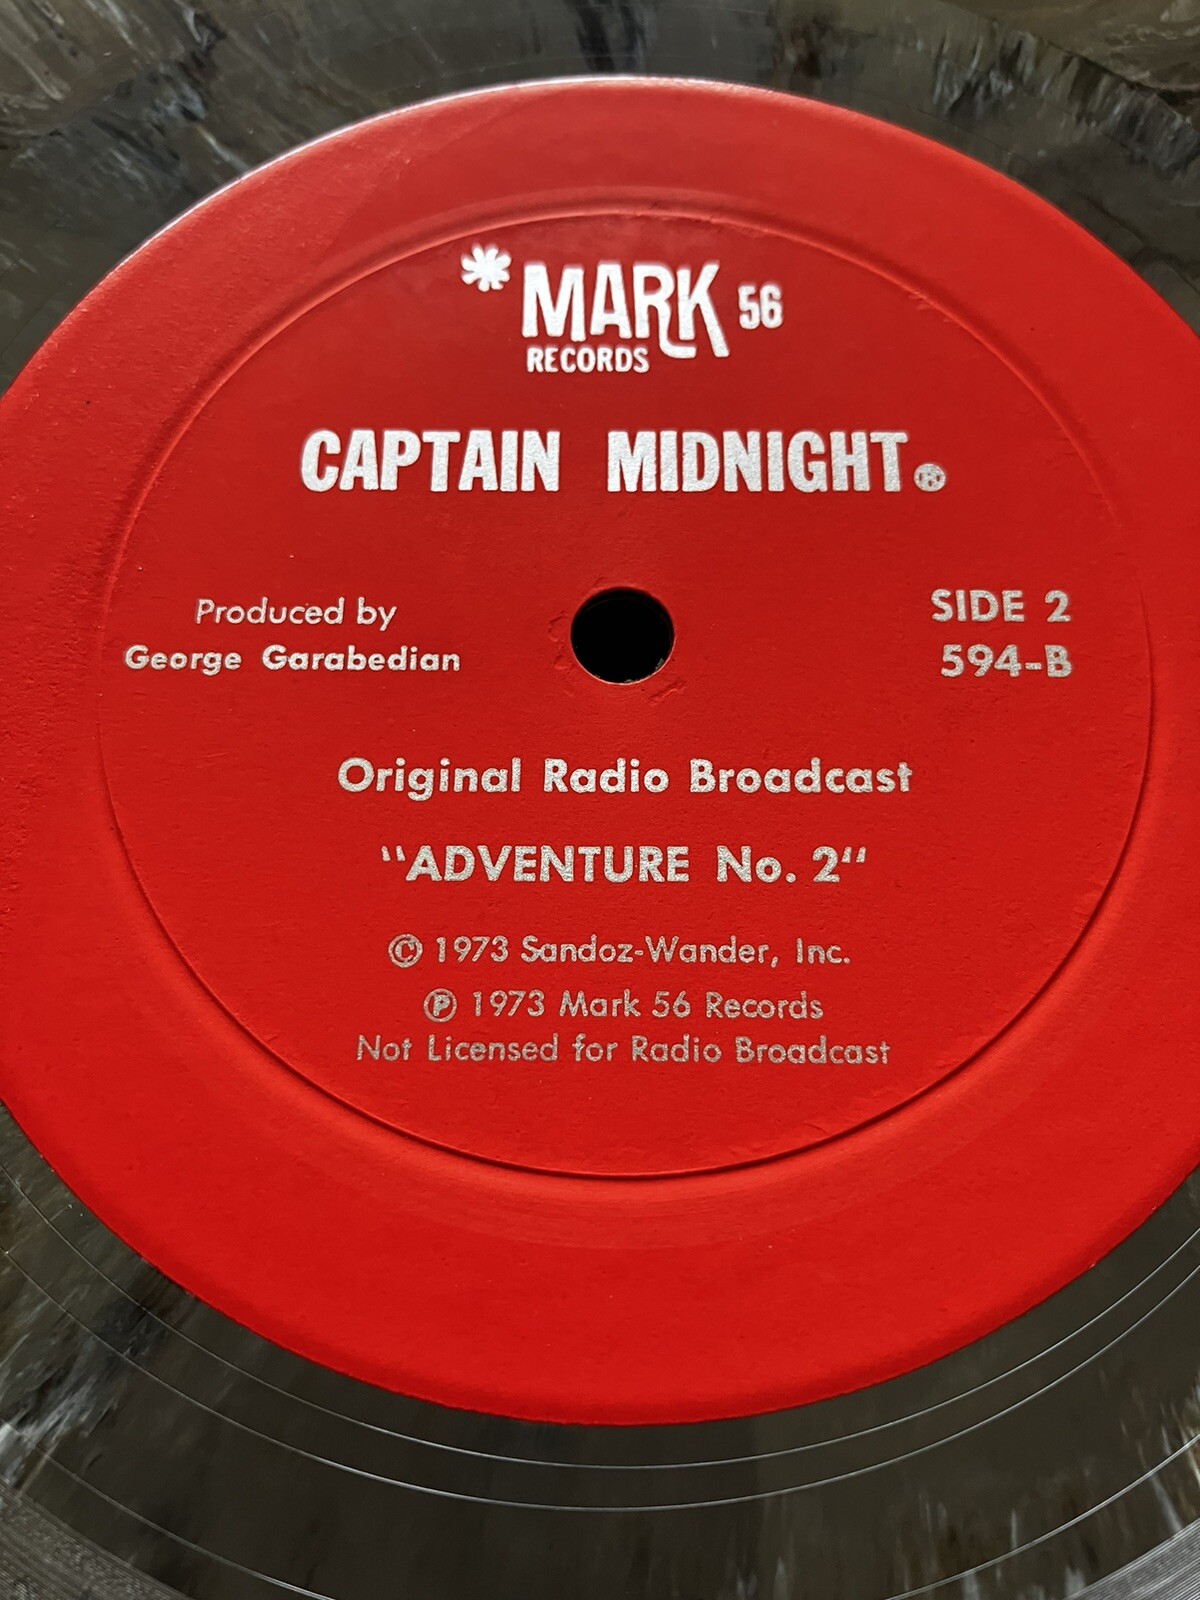 *MARK 56
RECORDS
CAPTAIN MIDNIGHT®
Produced by
George Garabedian
SIDE 2
594-B
Original Radio Broadcast
"ADVENTURE No. 2"
© 1973 Sandoz-Wander, Inc.
℗ 1973 Mark 56 Records
Not Licensed for Radio Broadcast